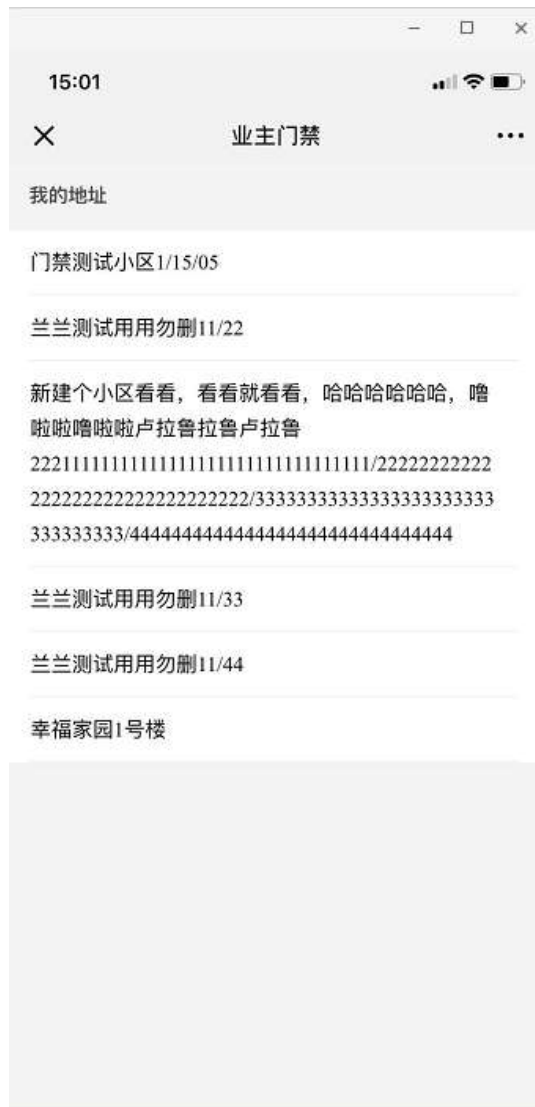 15:01
业主门禁
我的地址
门禁测试小区1/15/05
兰兰测试用用勿删11/22
新建个小区看看，看看就看看，哈哈哈哈哈哈，噜
啦啦噜啦啦卢拉鲁拉鲁卢拉鲁
2221111111111111111111111111111111/22222222222
2222222222222222222222/33333333333333333333333
333333333/44444444444444444444444444444444
兰兰测试用用勿删11/33
兰兰测试用用勿删11/44
幸福家园1号楼